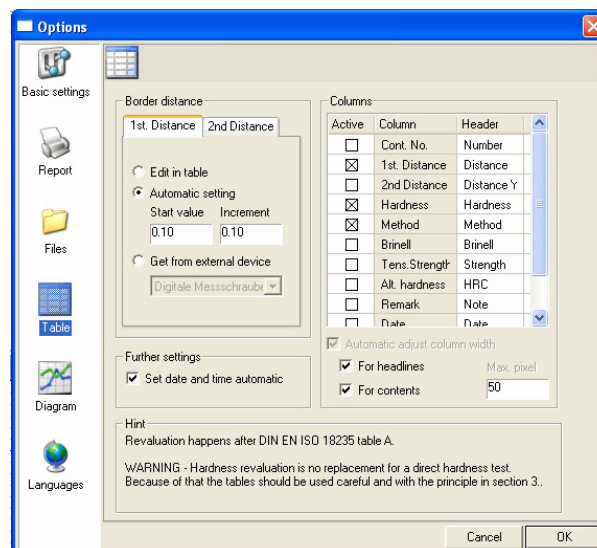 Options
Basic settings
Report
Files
Table
Diagram
Languages
Border distance
1st. Distance
2nd Distance
Edit in table
Automatic setting
Start value Increment
0.10 0.10
Get from external device
Digitale Messschraube
Further settings
Set date and time automatic
Columns
Active Column Header
Cont. No. Number
1st. Distance Distance
2nd Distance Distance Y
Hardness Hardness
Method Method
Brinell Brinell
Tens.Strength Strength
Alt. hardness HRC
Remark Note
Date Date
Automatic adjust column width
For headlines Max. pixel
For contents 50
Hint
Revaluation happens after DIN EN ISO 18235 table A.
WARNING - Hardness revaluation is no replacement for a direct hardness test.
Because of that the tables should be used careful and with the principle in section 3..
Cancel OK